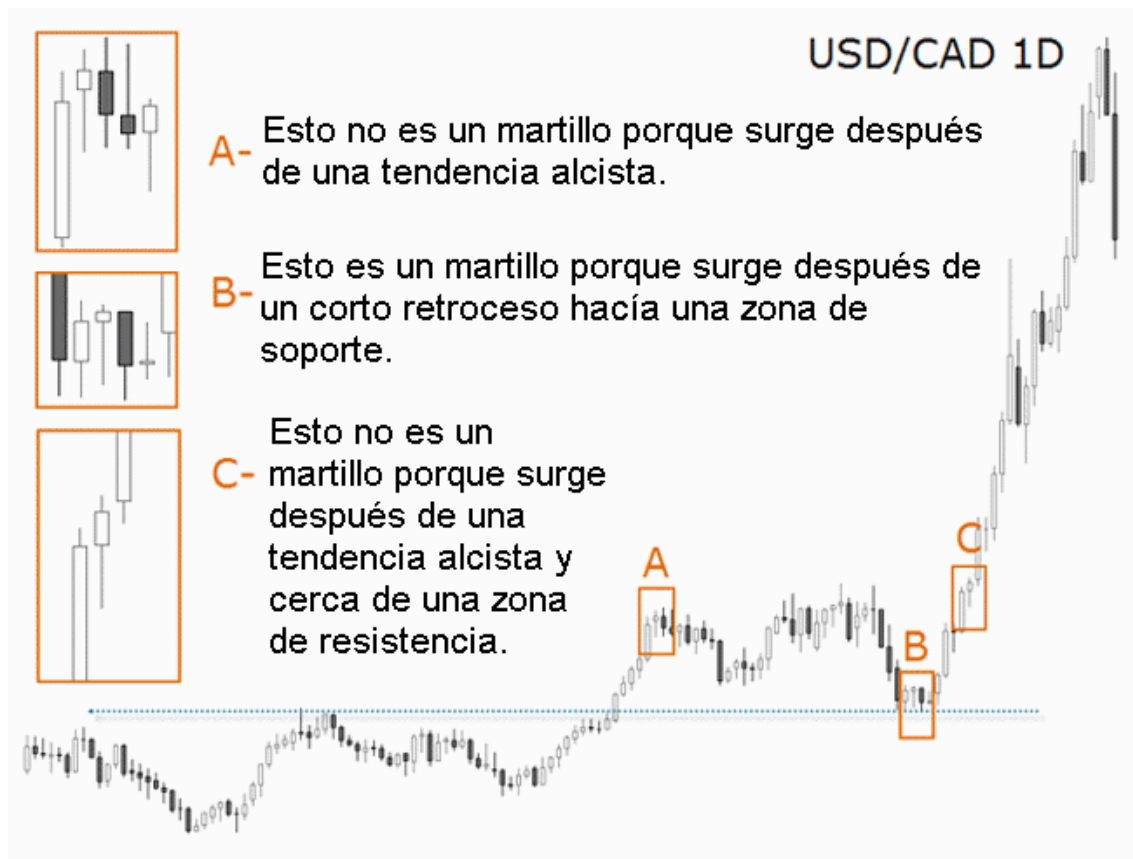 USD/CAD 1D
A- Esto no es un martillo porque surge después
de una tendencia alcista.
B- Esto es un martillo porque surge después de
un corto retroceso hacía una zona de
soporte.
C- Esto no es un
martillo porque surge
después de una
tendencia alcista y
cerca de una zona
de resistencia.
A
B
C